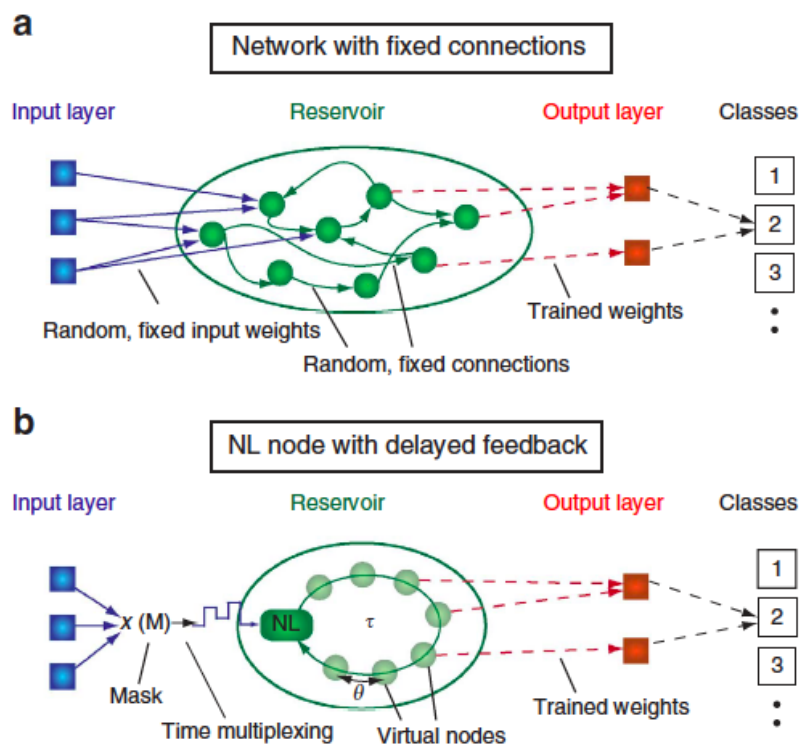 a
Network with fixed connections
Input layer
Reservoir
Output layer
Classes
1
2
3
Random, fixed input weights
Random, fixed connections
Trained weights
b
NL node with delayed feedback
Input layer
Reservoir
Output layer
Classes
x (M)
NL
τ
θ
1
2
3
Mask
Time multiplexing
Virtual nodes
Trained weights